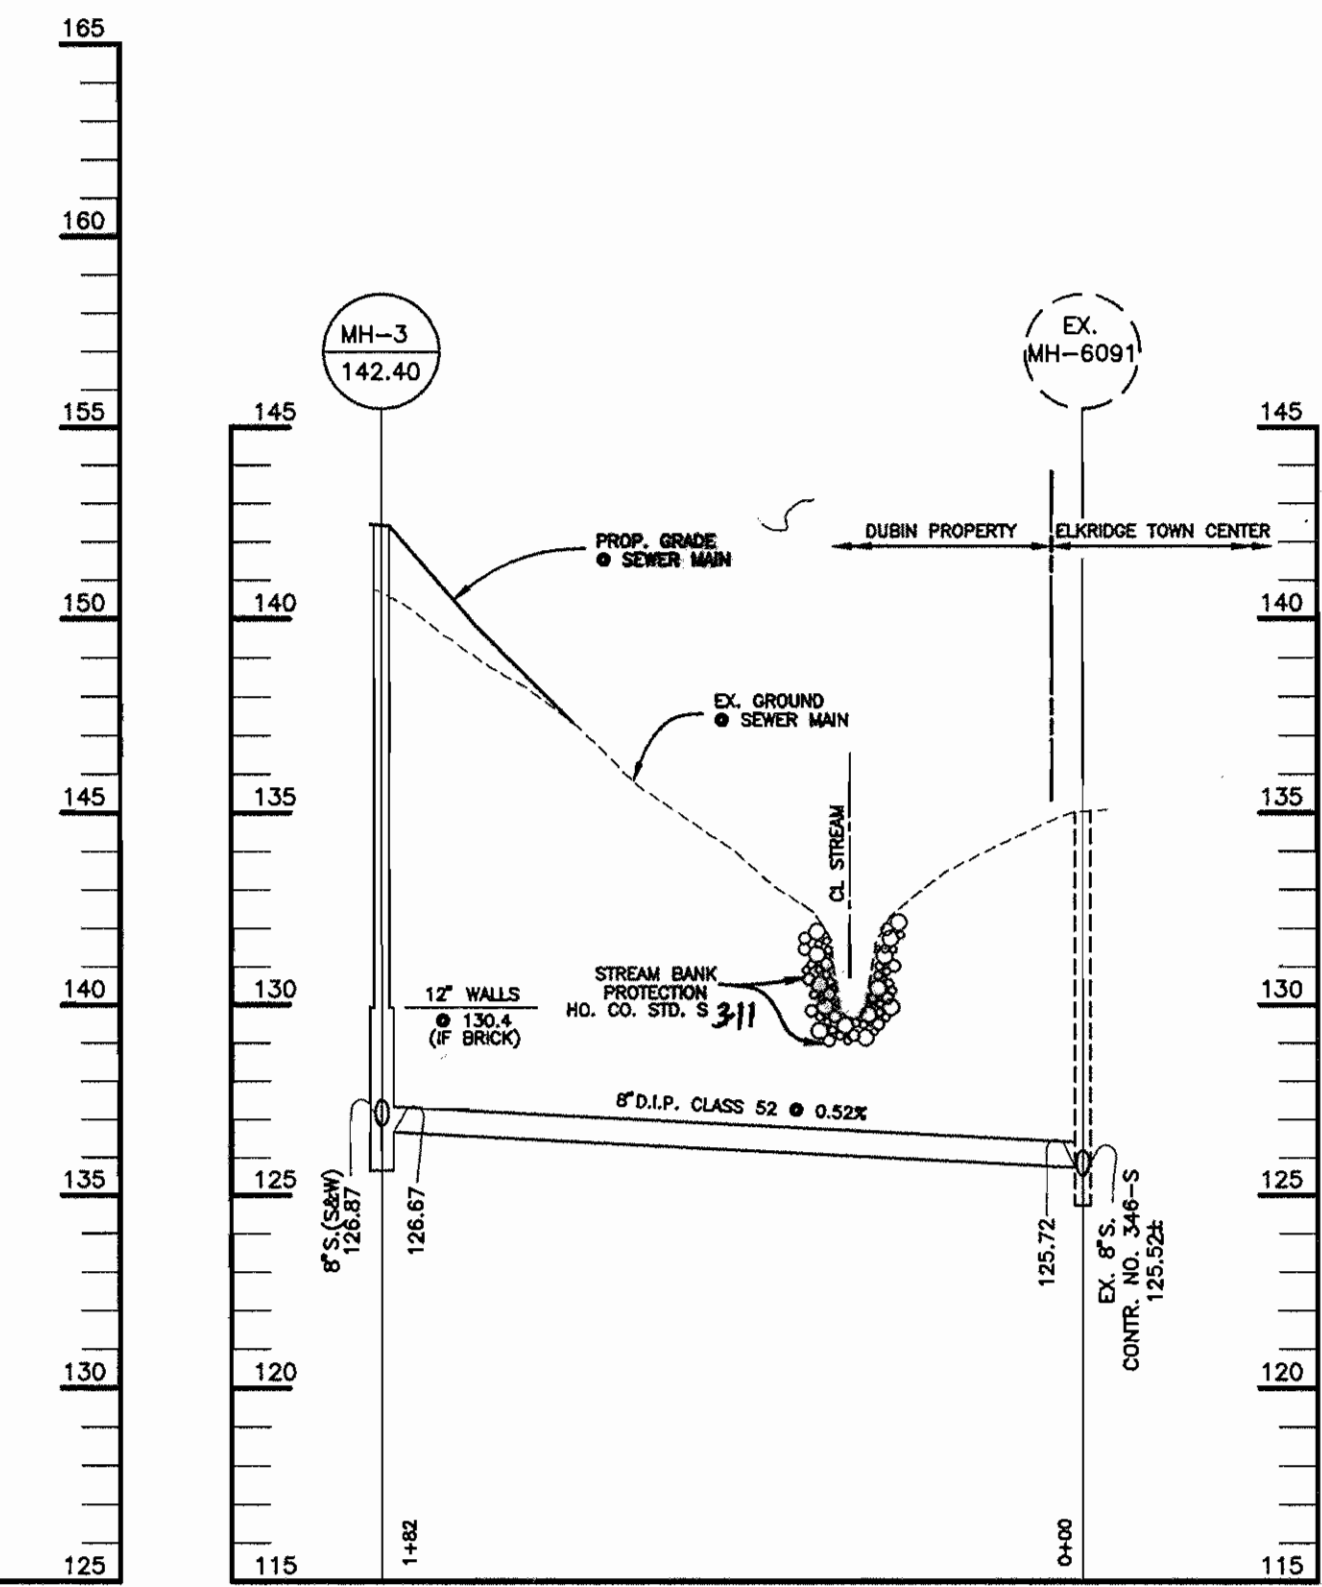 165
160
155
150
145
140
135
130
125
145
140
135
130
125
120
115
145
140
135
130
125
120
115
MH-3
142.40
EX.
MH-6091
PROP. GRADE
@ SEWER MAIN
DUBIN PROPERTY
ELKRIDGE TOWN CENTER
EX. GROUND
@ SEWER MAIN
CL STREAM
STREAM BANK
PROTECTION
HO. CO. STD. S 311
12" WALLS
@ 130.4
(IF BRICK)
8" D.I.P. CLASS 52 @ 0.52%
8" S.(S&W)
126.87
126.67
125.72
EX. 8" S.
CONTR. NO. 346-S
125.52±
1+82
0+00